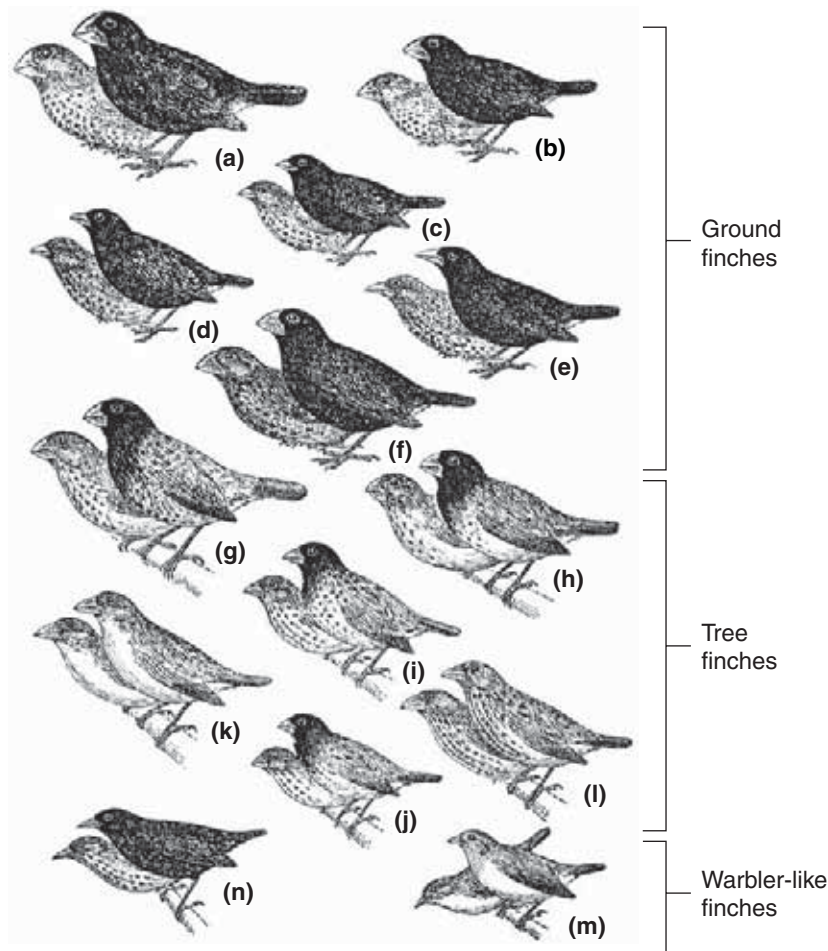 (a)
(b)
(c)
Ground
finches
(d)
(e)
(f)
(g)
(h)
(i)
Tree
finches
(k)
(l)
(j)
(n)
(m)
Warbler-like
finches